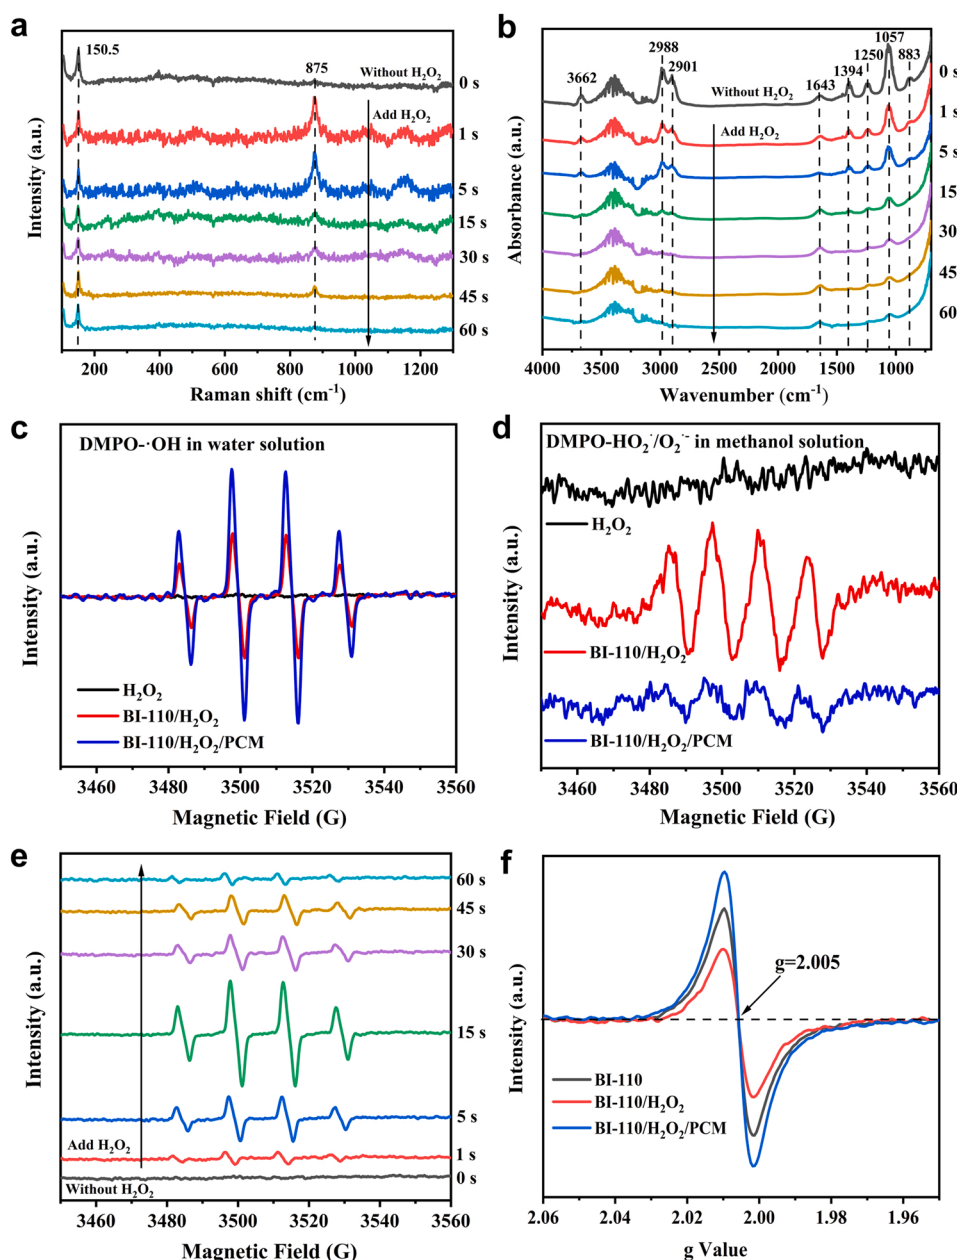 a
150.5
875
Without H₂O₂
0 s
Add H₂O₂
1 s
5 s
15 s
30 s
45 s
60 s
Intensity (a.u.)
200 400 600 800 1000 1200
Raman shift (cm⁻¹)
b
3662
2988
2901
1643
1394
1250
1057
883
0 s
Without H₂O₂
1 s
Add H₂O₂
5 s
15
30
45
60
Absorbance (a.u.)
4000 3500 3000 2500 2000 1500 1000
Wavenumber (cm⁻¹)
c
DMPO-·OH in water solution
H₂O₂
BI-110/H₂O₂
BI-110/H₂O₂/PCM
Intensity (a.u.)
3460 3480 3500 3520 3540 3560
Magnetic Field (G)
d
DMPO-HO₂˙/O₂˙⁻ in methanol solution
H₂O₂
BI-110/H₂O₂
BI-110/H₂O₂/PCM
Intensity (a.u.)
3460 3480 3500 3520 3540 3560
Magnetic Field (G)
e
60 s
45 s
30 s
15 s
5 s
Add H₂O₂
1 s
0 s
Without H₂O₂
Intensity (a.u.)
3460 3480 3500 3520 3540 3560
Magnetic Field (G)
f
g=2.005
BI-110
BI-110/H₂O₂
BI-110/H₂O₂/PCM
Intensity (a.u.)
2.06 2.04 2.02 2.00 1.98 1.96
g Value